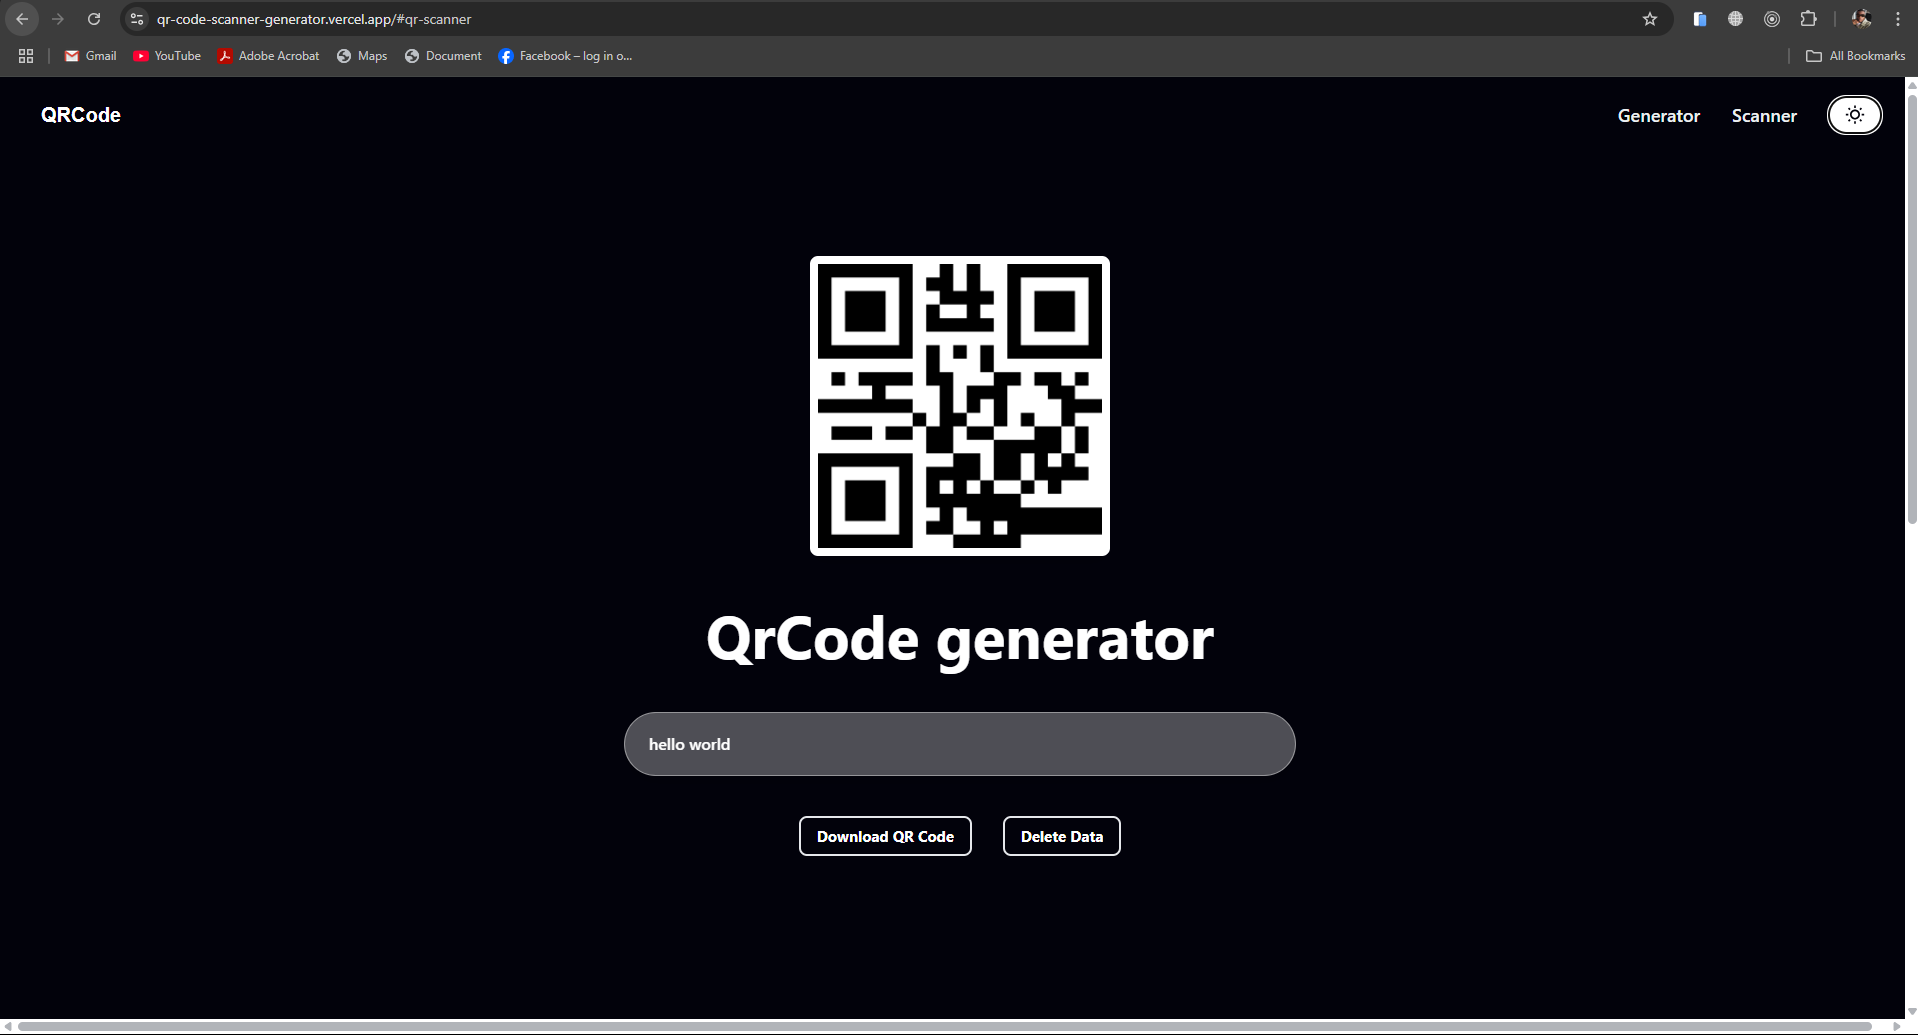 qr-code-scanner-generator.vercel.app/#qr-scanner
Gmail YouTube Adobe Acrobat Maps Document Facebook – log in o... All Bookmarks
QRCode Generator Scanner
QrCode generator
hello world
Download QR Code Delete Data